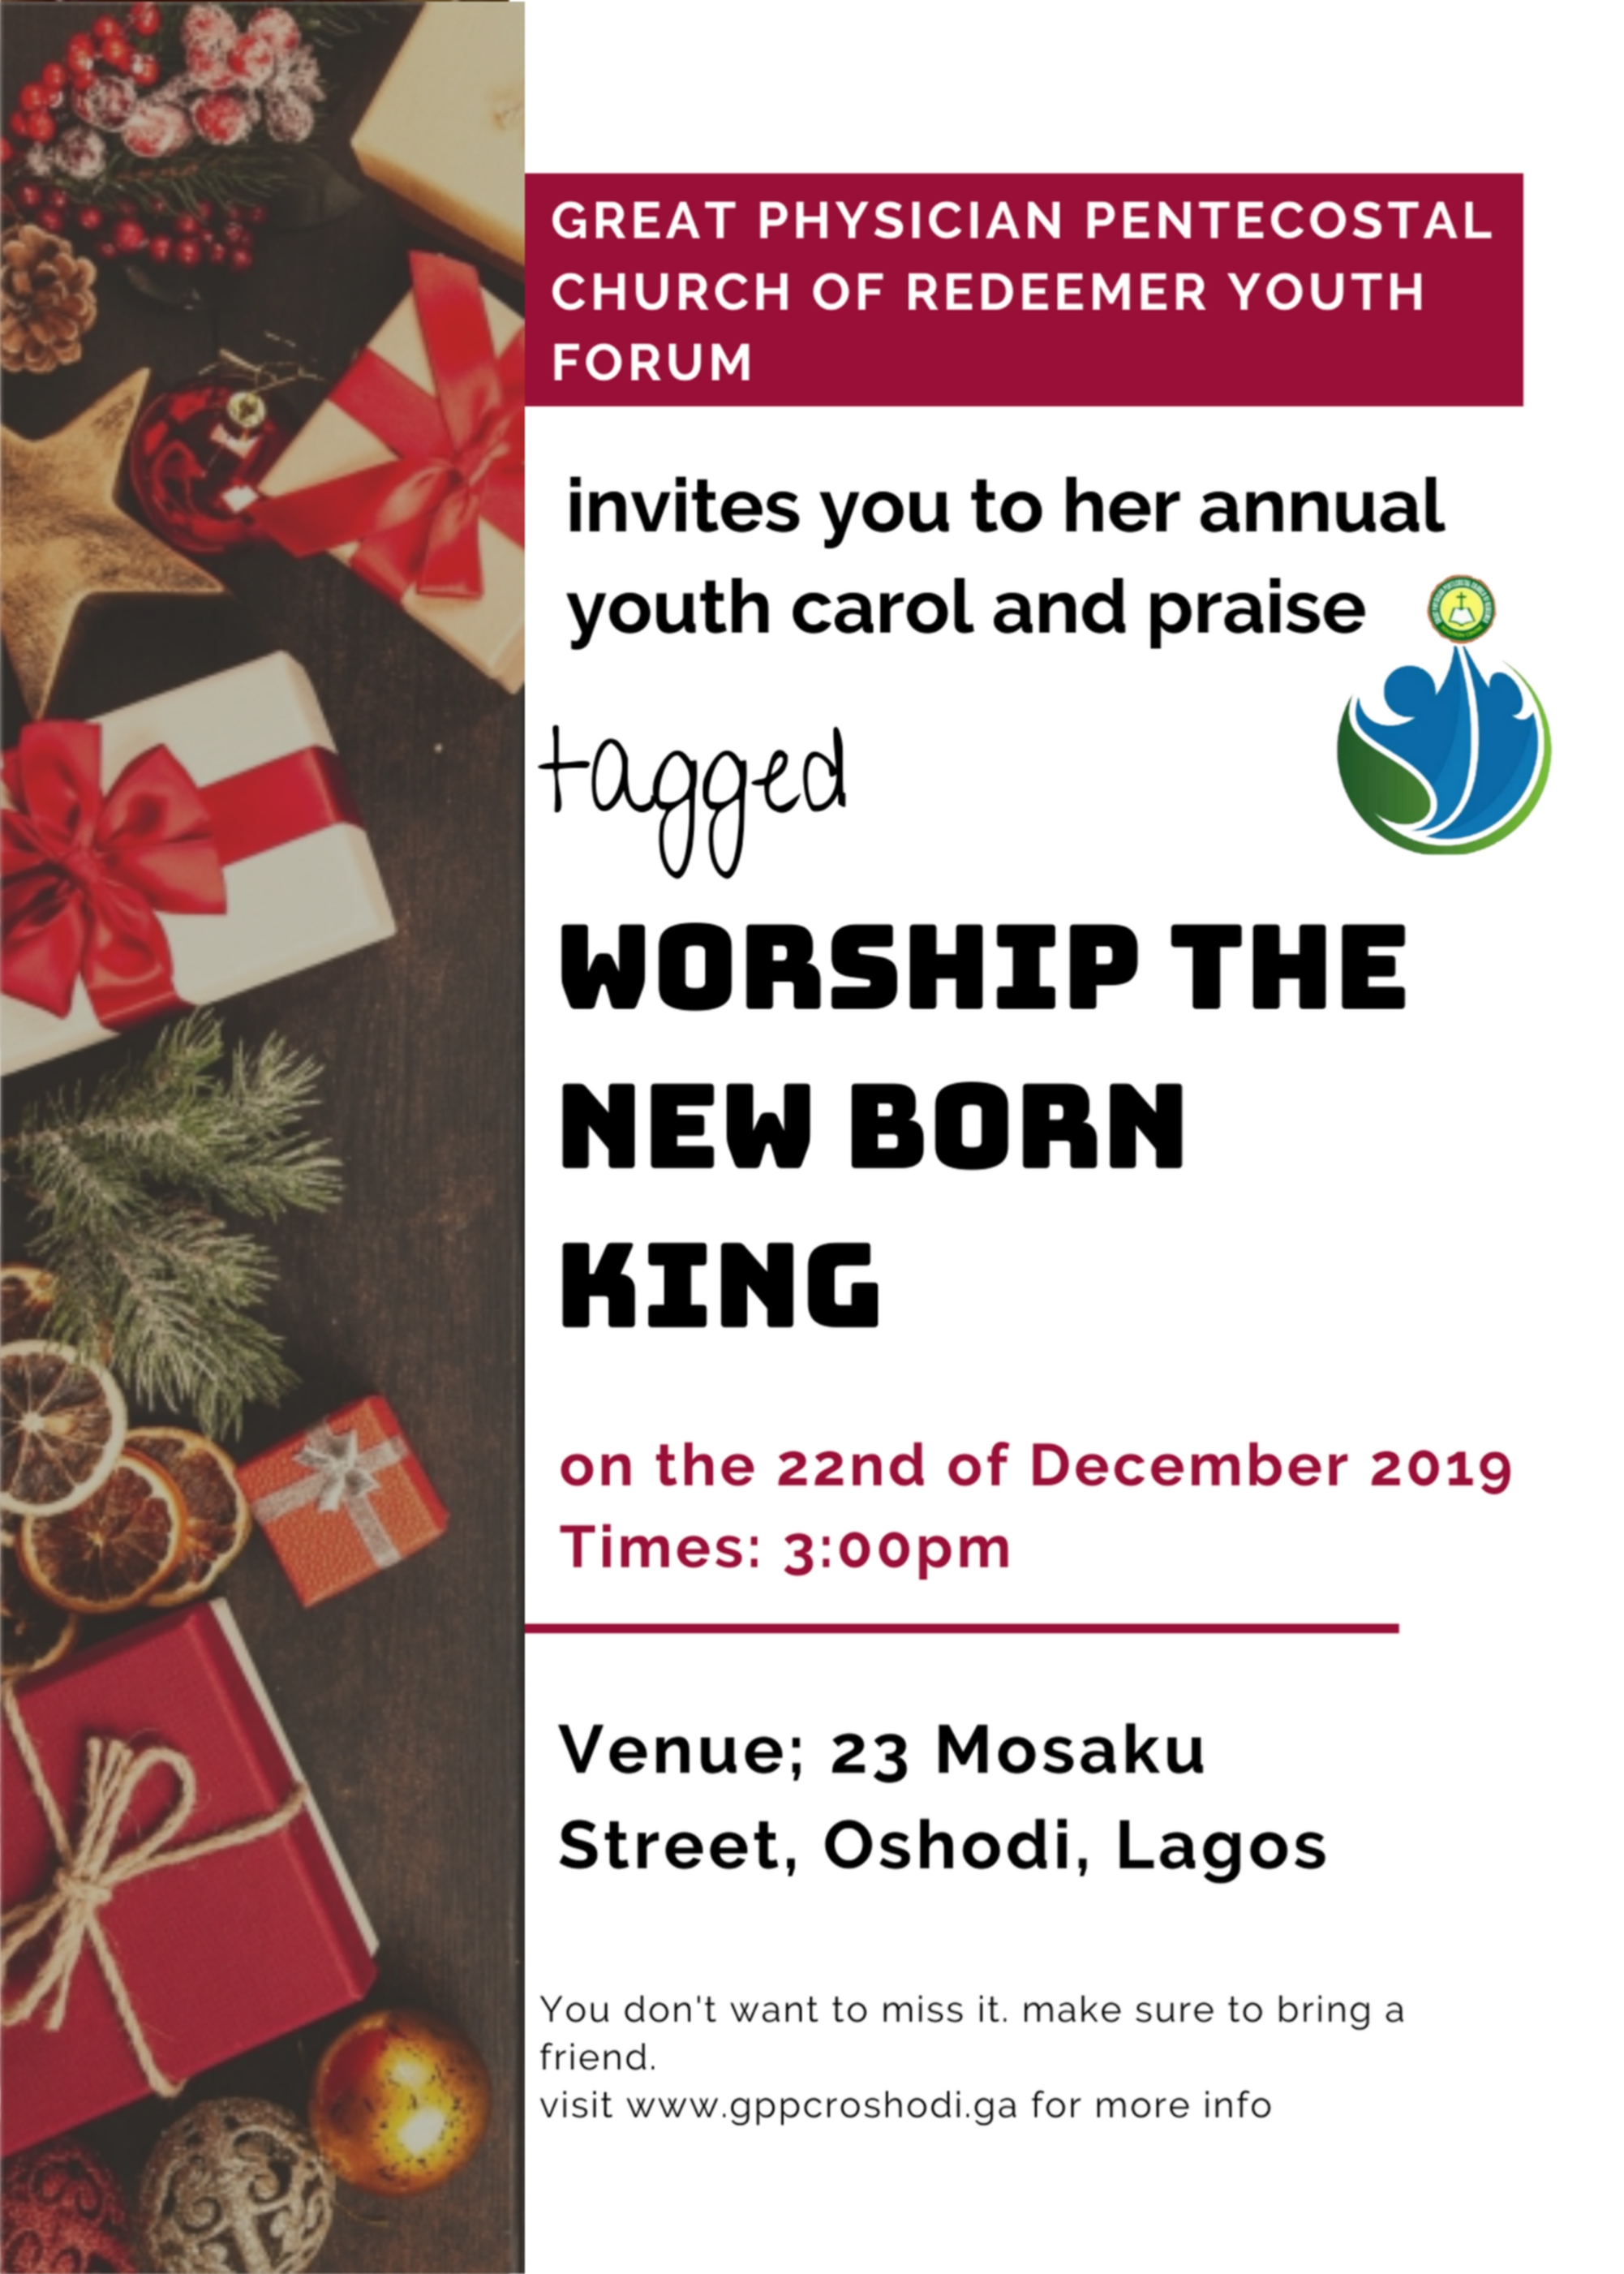 GREAT PHYSICIAN PENTECOSTAL
CHURCH OF REDEEMER YOUTH
FORUM
invites you to her annual
youth carol and praise
tagged
WORSHIP THE
NEW BORN
KING
on the 22nd of December 2019
Times: 3:00pm
Venue; 23 Mosaku
Street, Oshodi, Lagos
You don't want to miss it. make sure to bring a
friend.
visit www.gppcroshodi.ga for more info